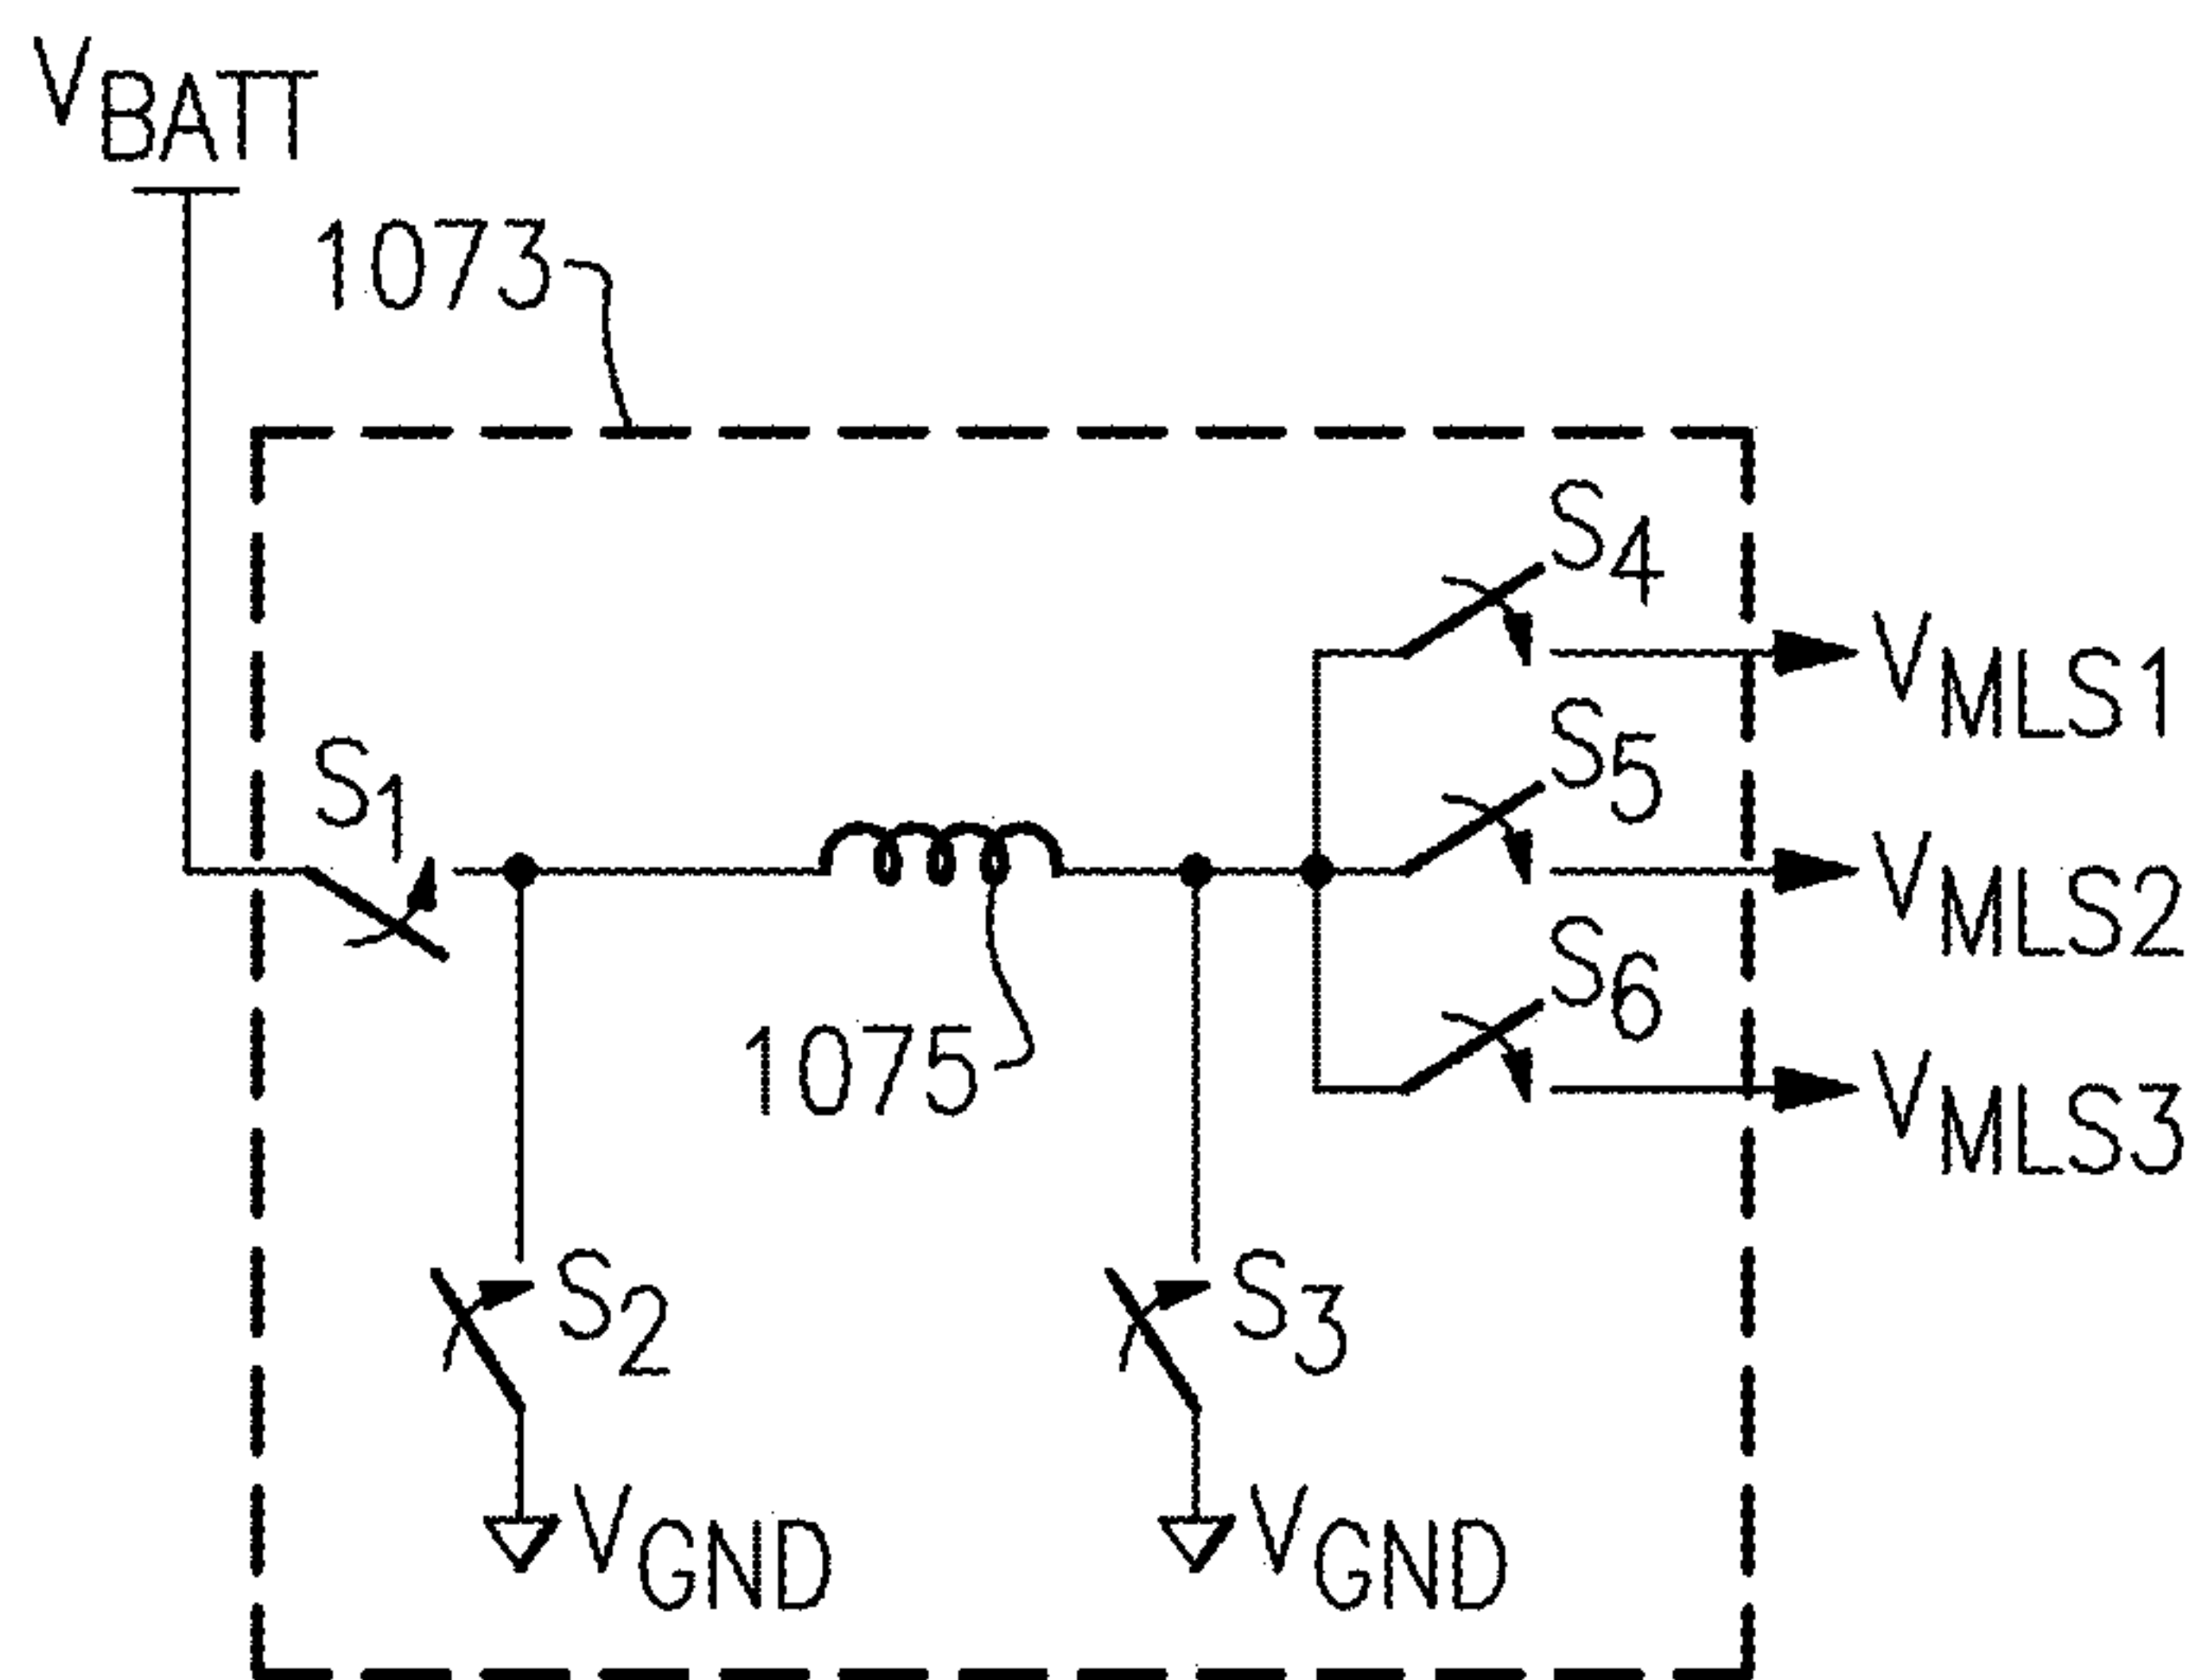 VBATT
1073
S4
VMLS1
S5
S1
VMLS2
S6
1075
VMLS3
S2
S3
VGND
VGND